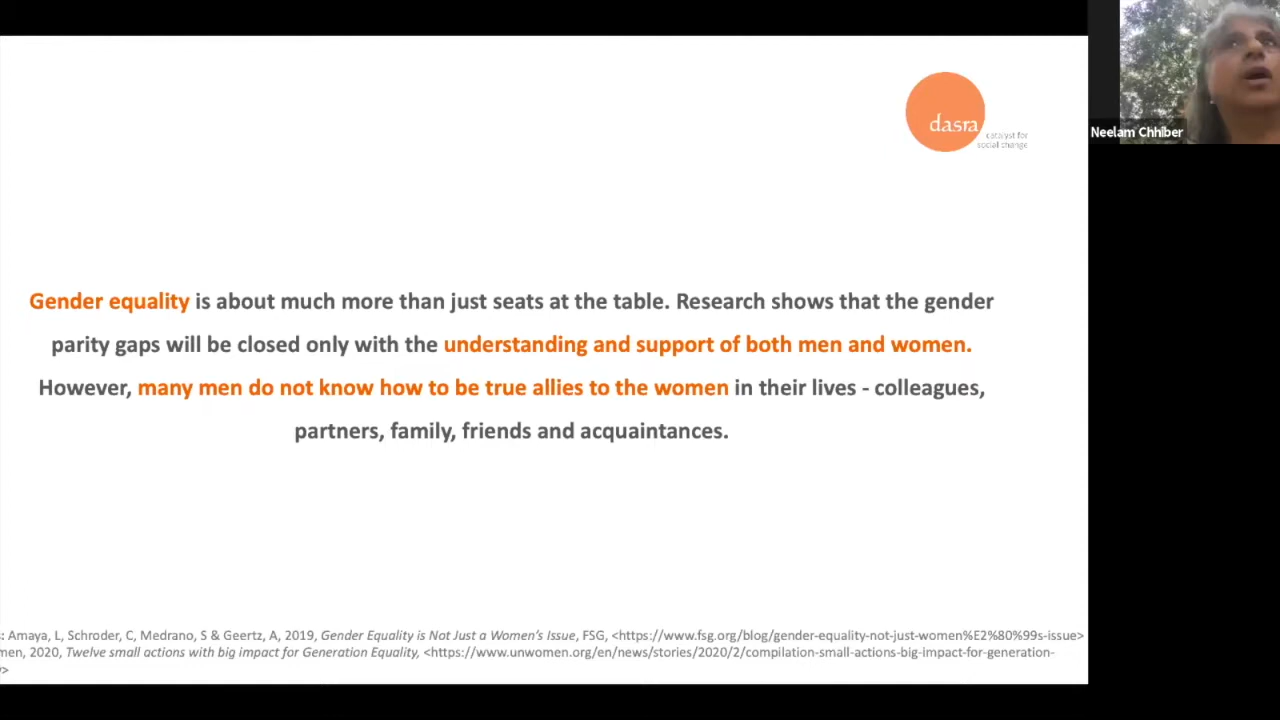 dasra
catalyst for
social change
Neelam Chhiber
Gender equality is about much more than just seats at the table. Research shows that the gender
parity gaps will be closed only with the understanding and support of both men and women.
However, many men do not know how to be true allies to the women in their lives - colleagues,
partners, family, friends and acquaintances.
: Amaya, L, Schroder, C, Medrano, S & Geertz, A, 2019, Gender Equality is Not Just a Women's Issue, FSG, <https://www.fsg.org/blog/gender-equality-not-just-women%E2%80%99s-issue>
men, 2020, Twelve small actions with big impact for Generation Equality, <https://www.unwomen.org/en/news/stories/2020/2/compilation-small-actions-big-impact-for-generation-
>